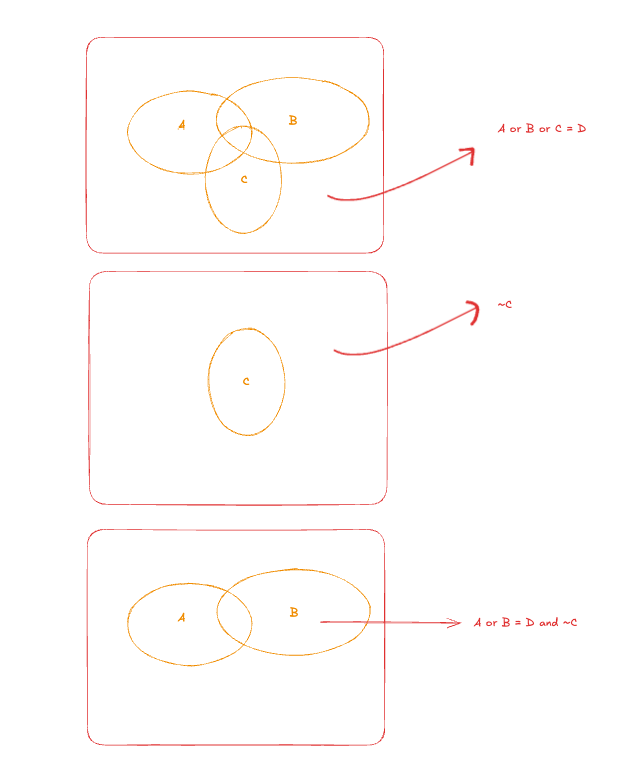 A
B
C
A or B or C = D
C
~C
A
B
A or B = D and ~C